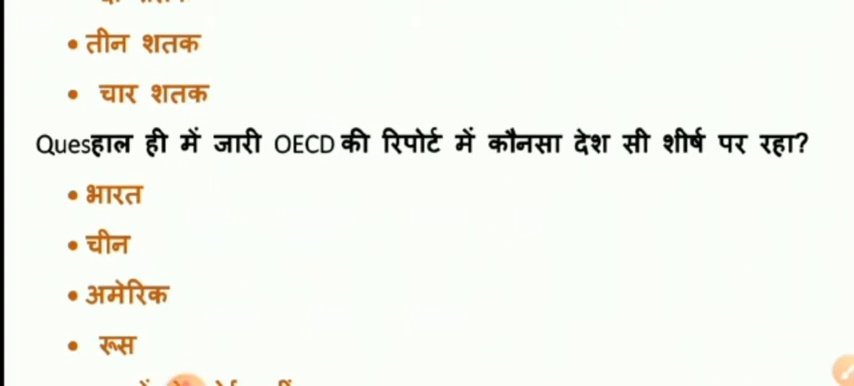 • तीन शतक
• चार शतक
Quesहाल ही में जारी OECD की रिपोर्ट में कौनसा देश सी शीर्ष पर रहा?
• भारत
• चीन
• अमेरिक
• रूस